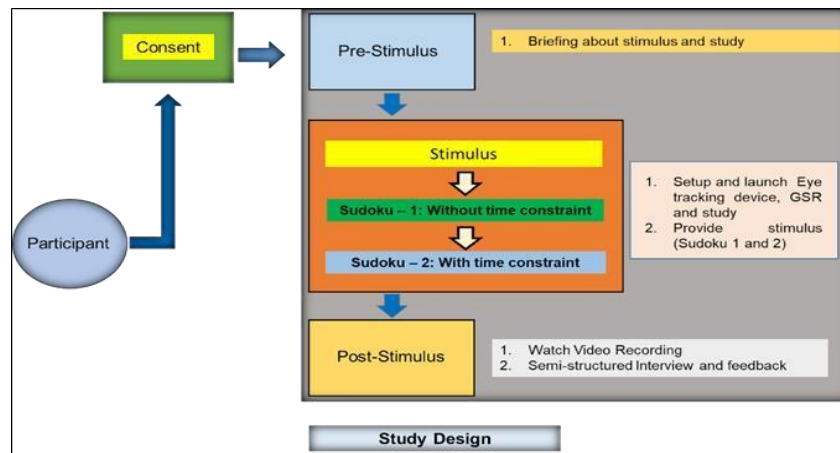 Consent
Participant
Pre-Stimulus
1. Briefing about stimulus and study
Stimulus
Sudoku – 1: Without time constraint
Sudoku – 2: With time constraint
1. Setup and launch Eye
tracking device, GSR
and study
2. Provide stimulus
(Sudoku 1 and 2)
Post-Stimulus
1. Watch Video Recording
2. Semi-structured Interview and feedback
Study Design